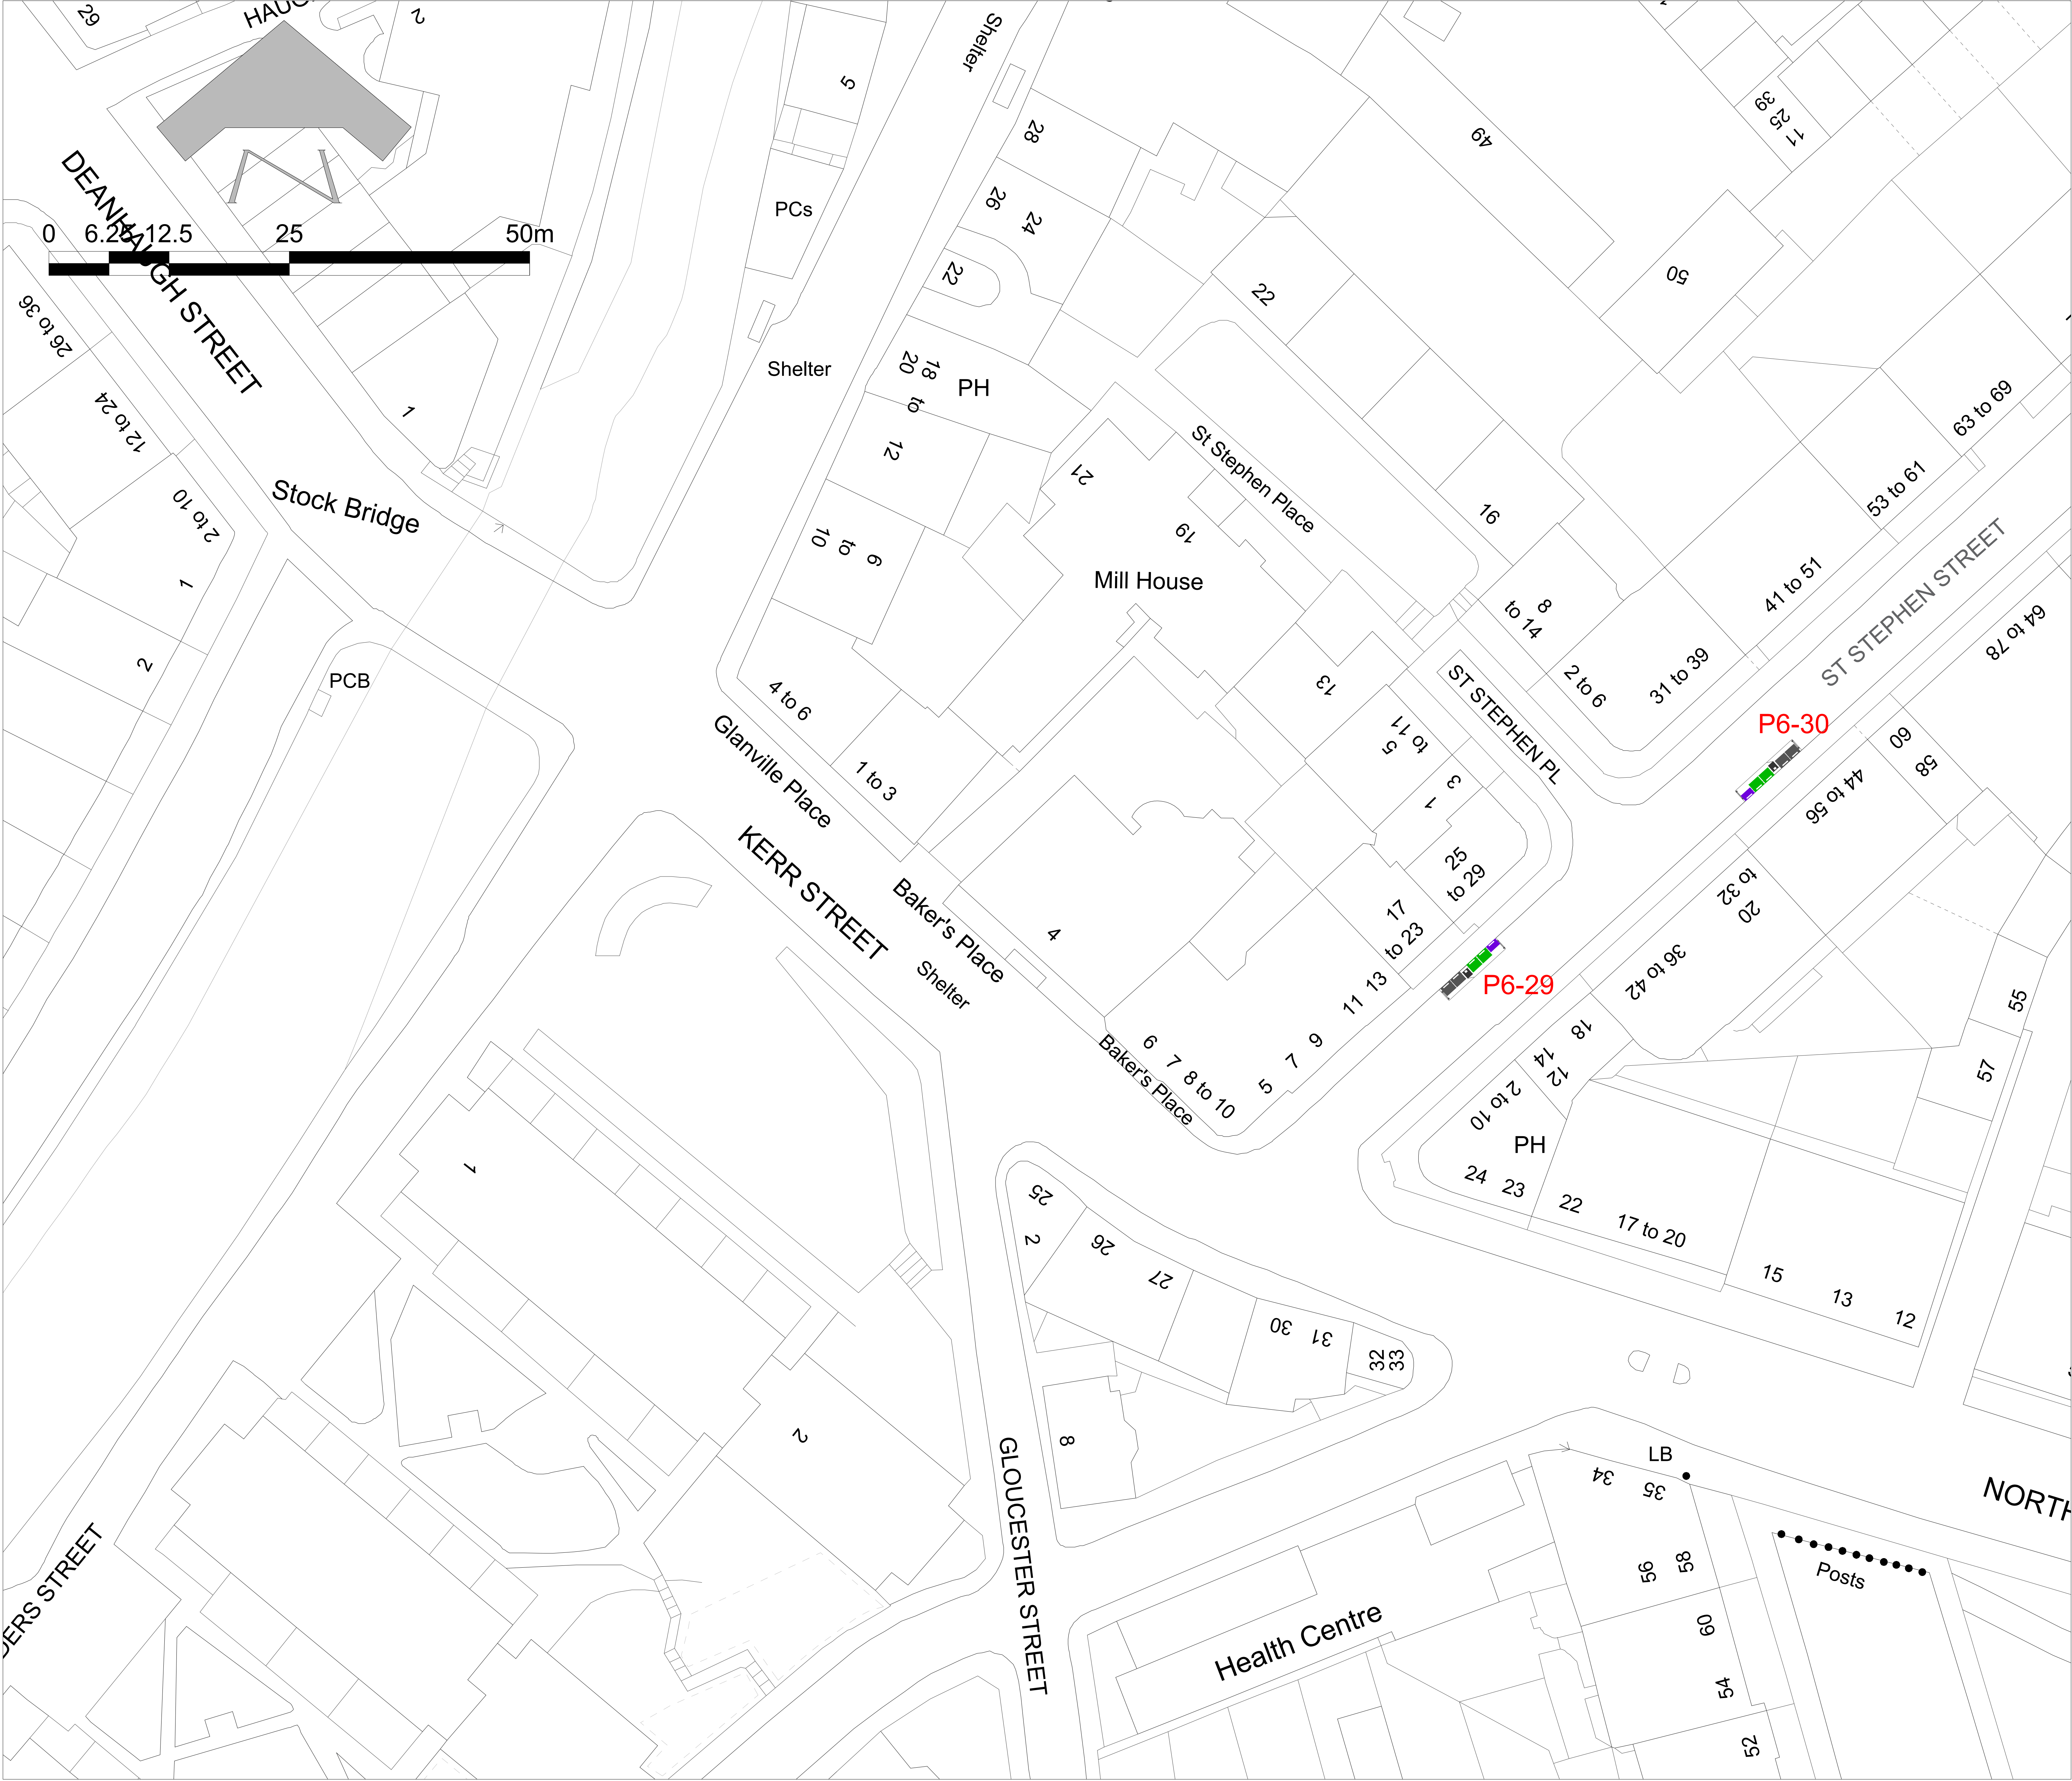 29
HAUG
2
Shelter
5
28
49
39
25
11
PCs
26
24
DEANHAUGH STREET
0 6.25 12.5 25 50m
22
22
50
26 to 36
Shelter
20
18
to
12
PH
12 to 24
1
21
St Stephen Place
63 to 69
53 to 61
Stock Bridge
2 to 10
16
19
10
to
6
Mill House
41 to 51
ST STEPHEN STREET
1
8
to 14
64 to 78
2
PCB
4 to 6
13
2 to 6
31 to 39
ST STEPHEN PL
P6-30
5
to 11
60
58
Glanville Place
1 to 3
3
1
44 to 56
KERR STREET
25
to 29
Baker's Place
20
to 32
4
17
to 23
36 to 42
Shelter
P6-29
11 13
55
18
6
7
8 to 10
Baker's Place
5
7
9
14
12
57
2 to 10
PH
1
24
23
22
17 to 20
25
2
26
27
15
13
12
30
31
32
33
2
8
GLOUCESTER STREET
LB
34
35
NORTH
56
58
Posts
DERS STREET
Health Centre
60
54
52